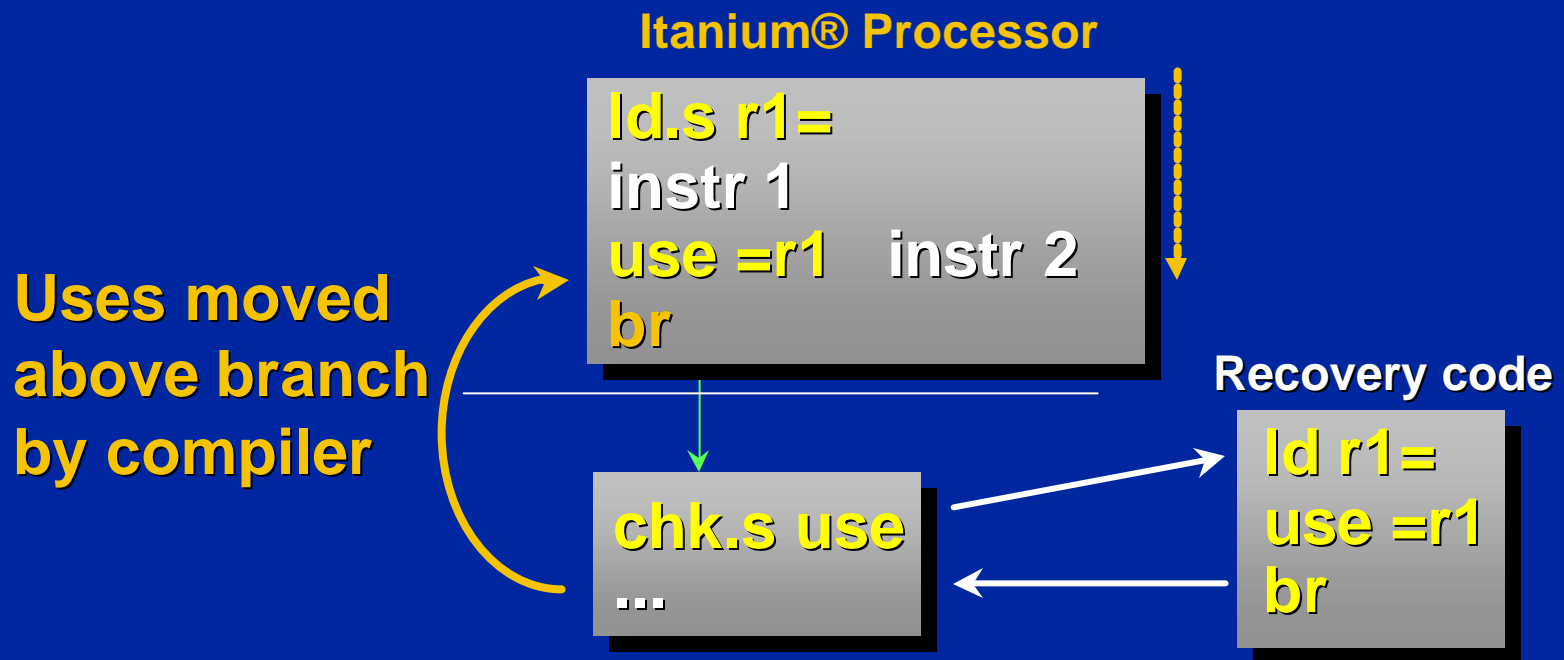 Itanium® Processor
ld.s r1=
instr 1
use =r1 instr 2
br
Uses moved
above branch
by compiler
chk.s use
...
Recovery code
ld r1=
use =r1
br